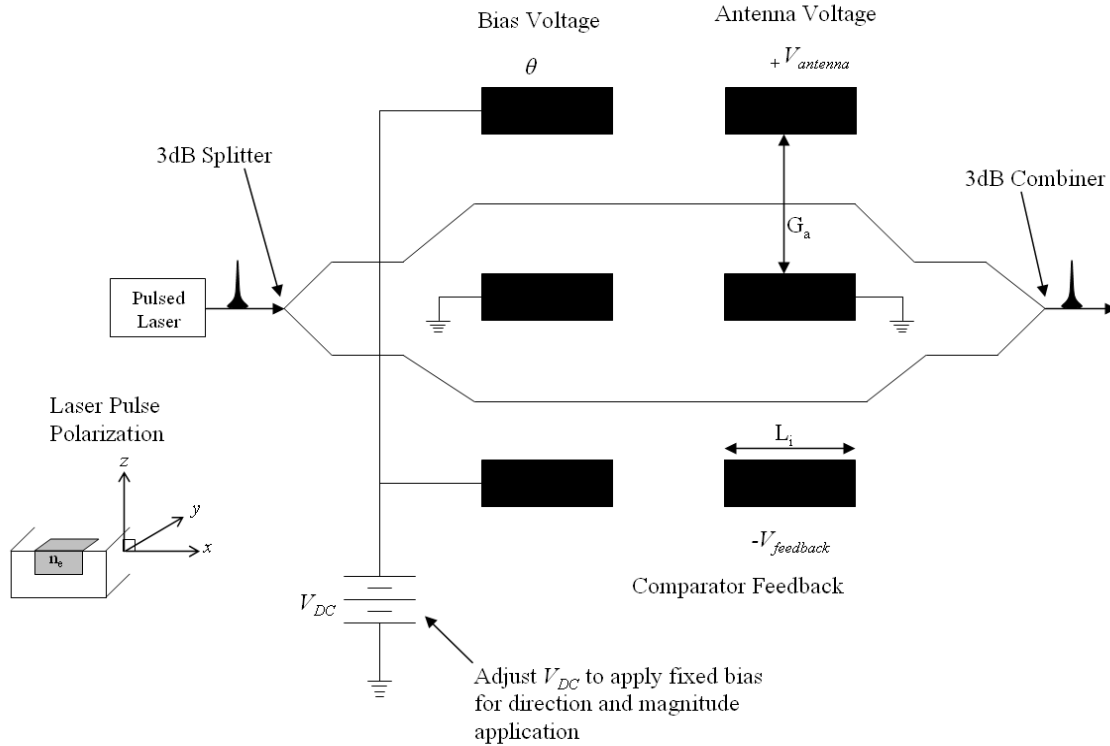 Bias Voltage
Antenna Voltage
θ
+ V_antenna
3dB Splitter
3dB Combiner
G_a
Pulsed
Laser
Laser Pulse
Polarization
z
y
x
n_e
L_i
-V_feedback
Comparator Feedback
V_DC
Adjust V_DC to apply fixed bias
for direction and magnitude
application